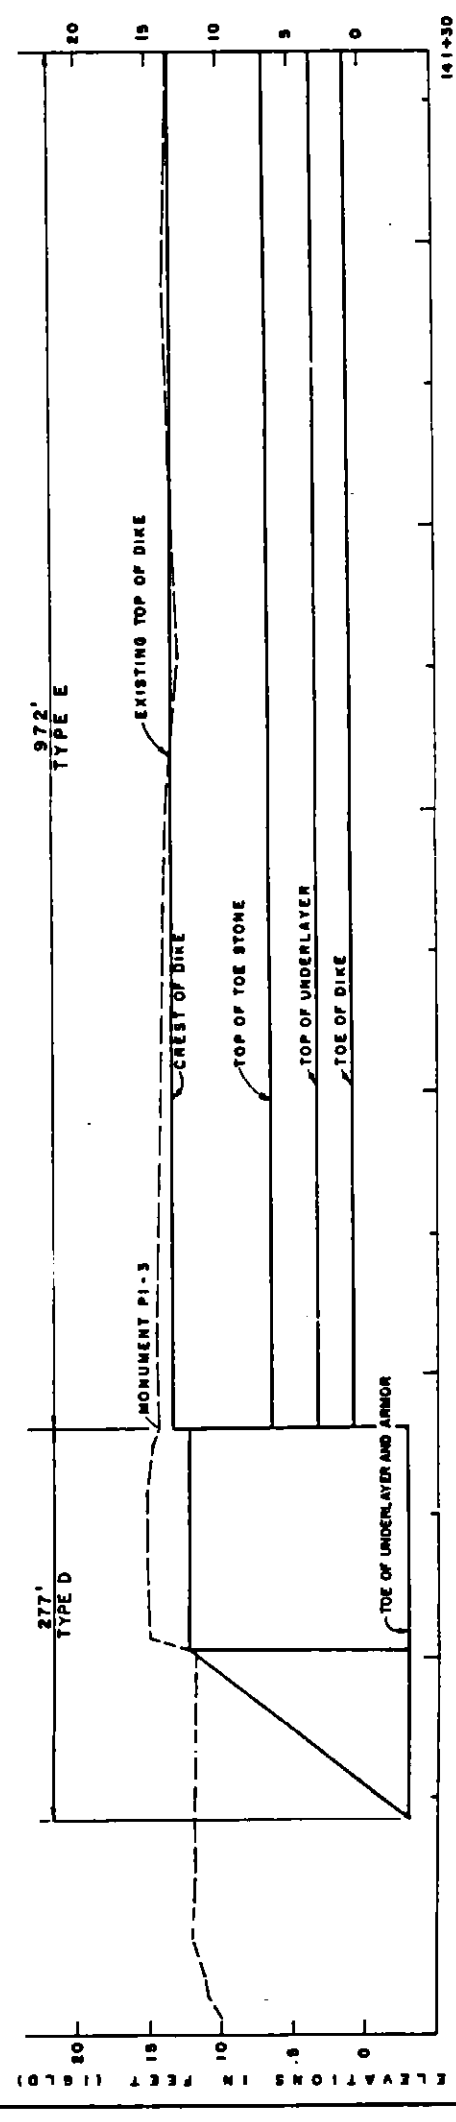 ELEVATIONS IN FEET (IGLD)
20
15
10
.5
0
277'
TYPE D
972'
TYPE E
MONUMENT PI-3
EXISTING TOP OF DIKE
CREST OF DIKE
TOP OF TOE STONE
TOP OF UNDERLAYER
TOE OF DIKE
TOE OF UNDERLAYER AND ARMOR
20
15
10
5
0
141+30